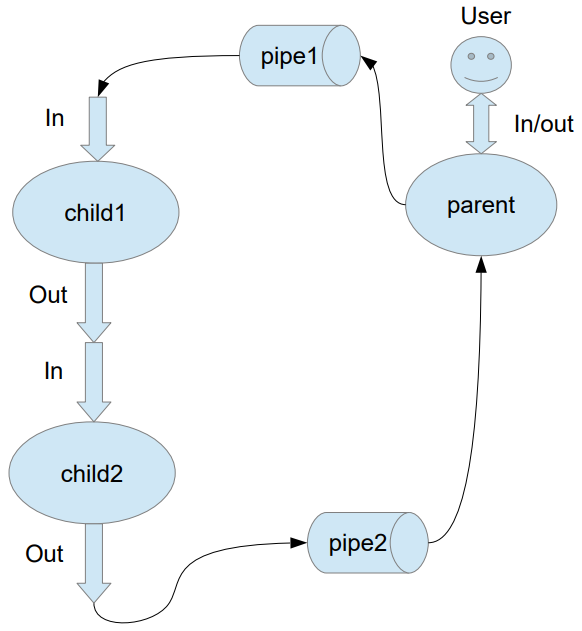 User
pipe1
In
In/out
child1
parent
Out
In
child2
Out
pipe2